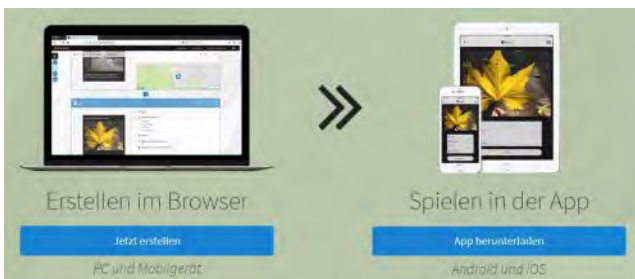 Erstellen im Browser
Jetzt erstellen
PC und Mobilgerät
Spielen in der App
App herunterladen
Android und iOS